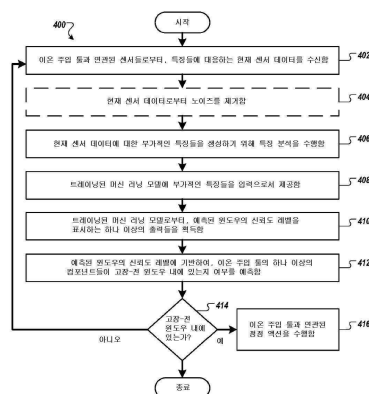 400
시작
이온 주입 툴과 연관된 센서들로부터, 특징들에 대응하는 현재 센서 데이터를 수신함
402
현재 센서 데이터로부터 노이즈를 제거함
404
현재 센서 데이터에 대한 부가적인 특징들을 생성하기 위해 특징 분석을 수행함
406
트레이닝된 머신 러닝 모델에 부가적인 특징들을 입력으로서 제공함
408
트레이닝된 머신 러닝 모델로부터, 예측된 윈도우의 신뢰도 레벨을
표시하는 하나 이상의 출력들을 획득함
410
예측된 윈도우의 신뢰도 레벨에 기반하여, 이온 주입 툴의 하나 이상의
컴포넌트들이 고장-전 윈도우 내에 있는지 여부를 예측함
412
414
고장-전
윈도우 내에
있는가?
아니오
예
이온 주입 툴과 연관된
정정 액션을 수행함
416
종료